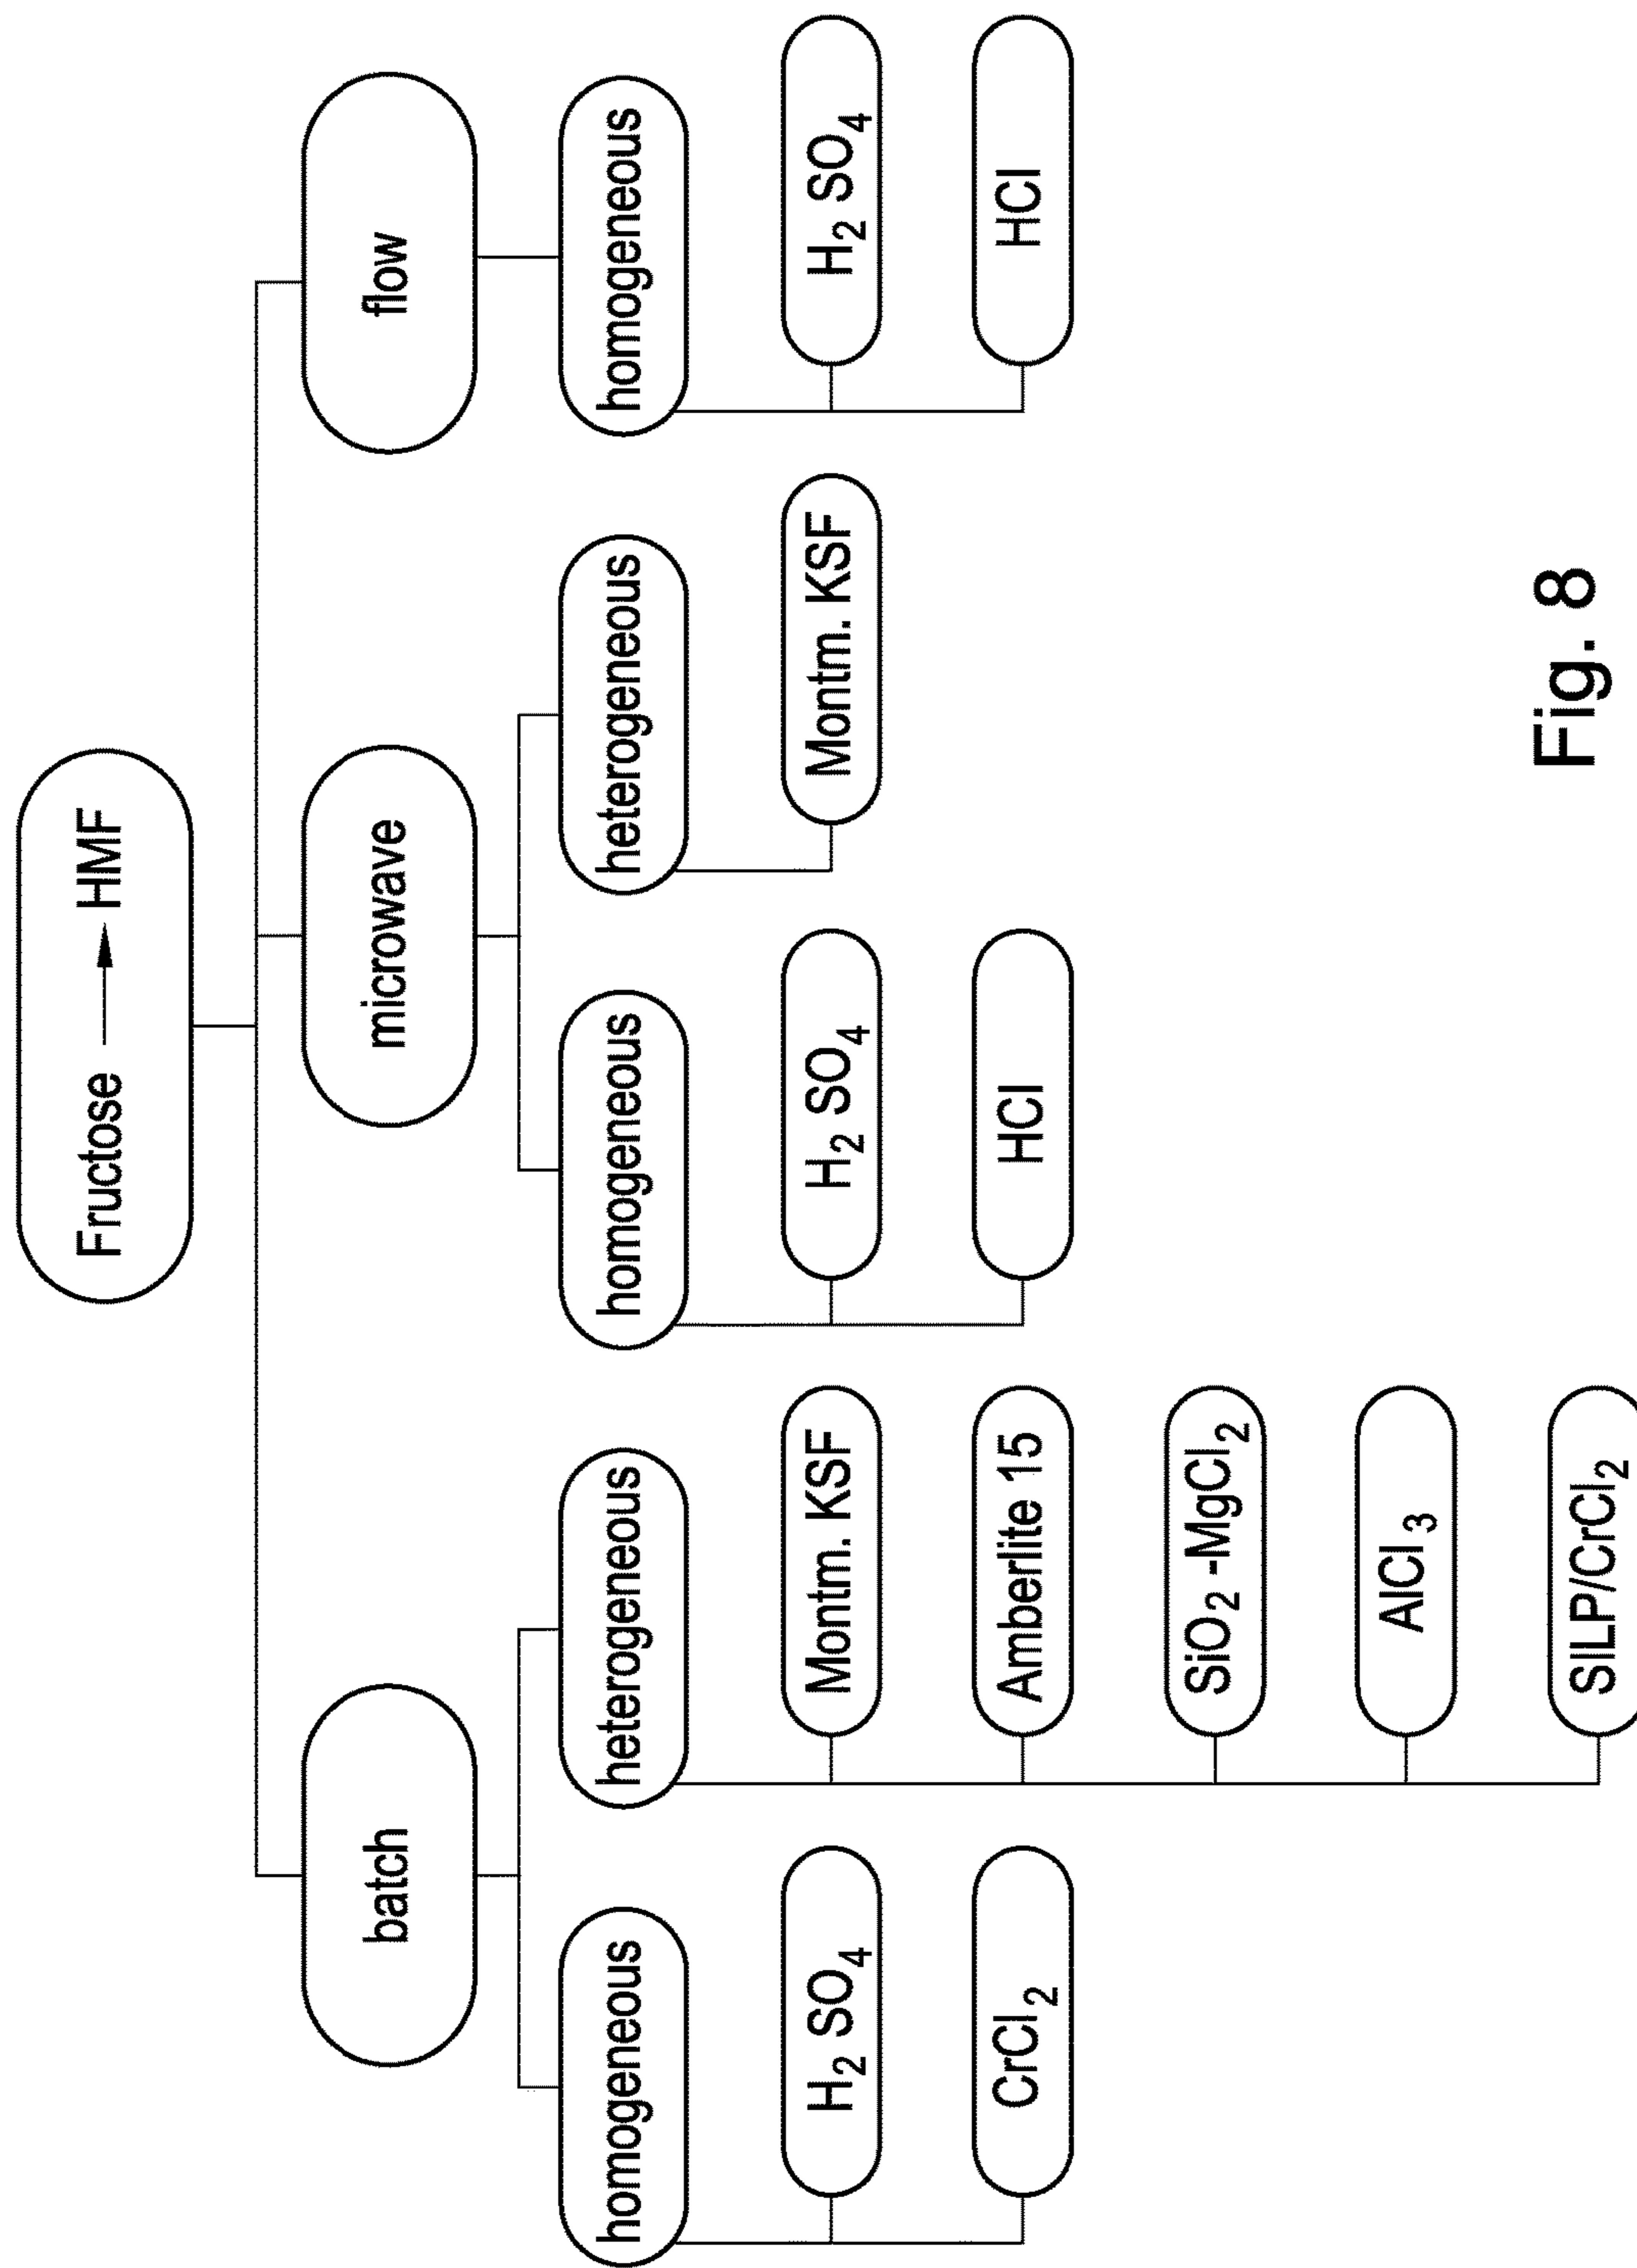 Fructose → HMF
batch
homogeneous
H₂ SO₄
CrCl₂
heterogeneous
Montm. KSF
Amberlite 15
SiO₂ -MgCl₂
AlCl₃
SILP/CrCl₂
microwave
homogeneous
H₂ SO₄
HCl
heterogeneous
Montm. KSF
flow
homogeneous
H₂ SO₄
HCl
Fig. 8